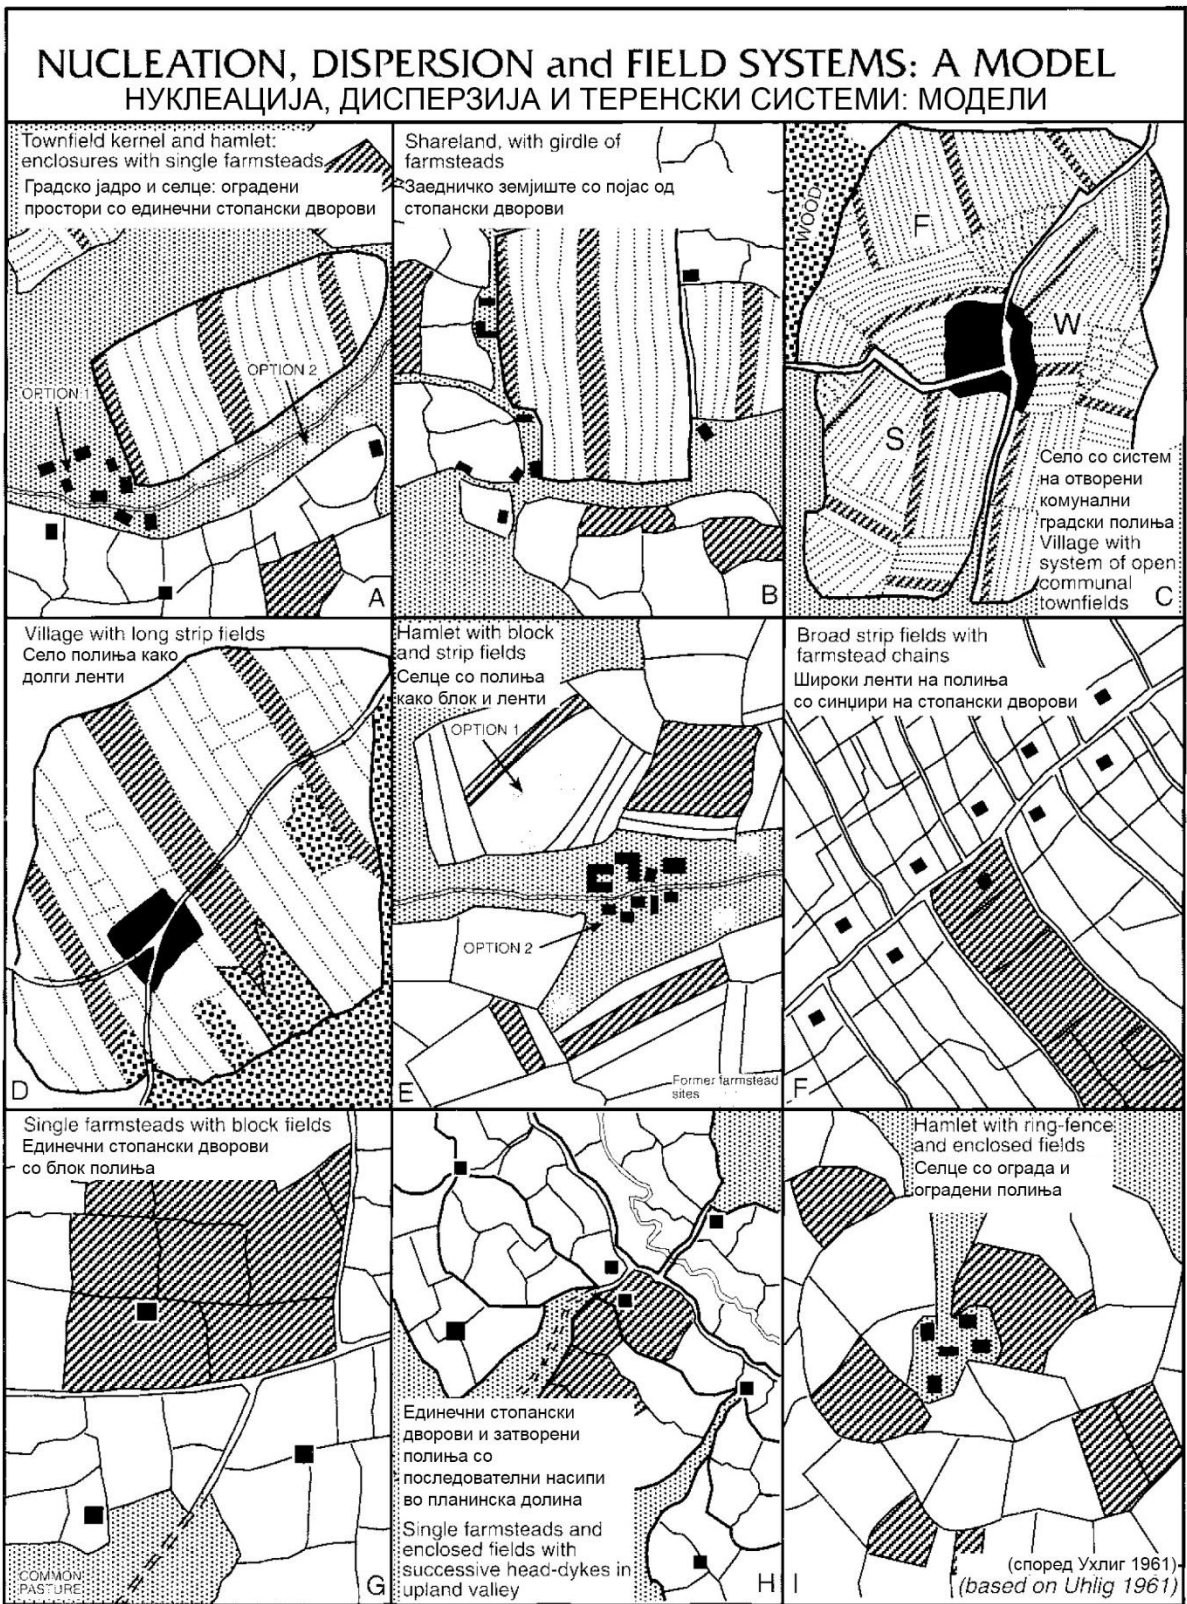 NUCLEATION, DISPERSION and FIELD SYSTEMS: A MODEL
НУКЛЕАЦИЈА, ДИСПЕРЗИЈА И ТЕРЕНСКИ СИСТЕМИ: МОДЕЛИ
Townfield kernel and hamlet:
enclosures with single farmsteads
Градско јадро и селце: оградени
простори со единечни стопански дворови
OPTION 1
OPTION 2
A
Shareland, with girdle of
farmsteads
Заедничко земјиште со појас од
стопански дворови
B
WOOD
F
W
S
Село со систем
на отворени
комунални
градски полиња
Village with
system of open
communal
townfields
C
Village with long strip fields
Село полиња како
долги ленти
D
Hamlet with block
and strip fields
Селце со полиња
како блок и ленти
OPTION 1
OPTION 2
Former farmstead
sites
E
Broad strip fields with
farmstead chains
Широки ленти на полиња
со синџири на стопански дворови
F
Single farmsteads with block fields
Единечни стопански дворови
со блок полиња
COMMON
PASTURE
G
Единечни стопански
дворови и затворени
полиња со
последователни насипи
во планинска долина
Single farmsteads and
enclosed fields with
successive head-dykes in
upland valley
H
Hamlet with ring-fence
and enclosed fields
Селце со ограда и
оградени полиња
I
(според Ухлиг 1961)
(based on Uhlig 1961)